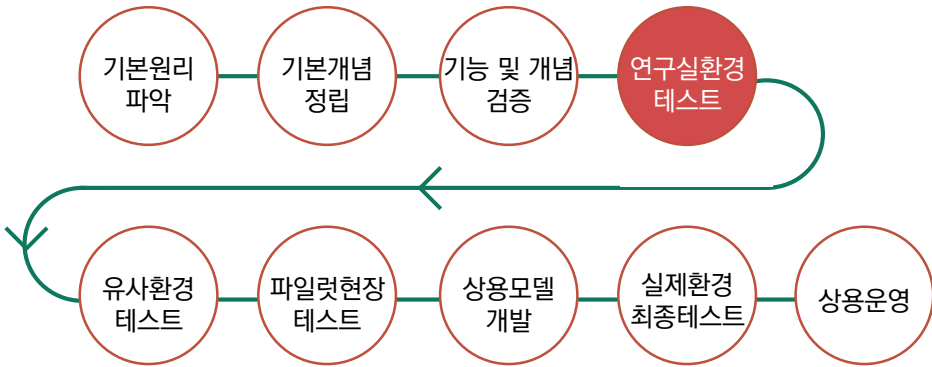 기본원리
파악
기본개념
정립
기능 및 개념
검증
연구실환경
테스트
유사환경
테스트
파일럿현장
테스트
상용모델
개발
실제환경
최종테스트
상용운영